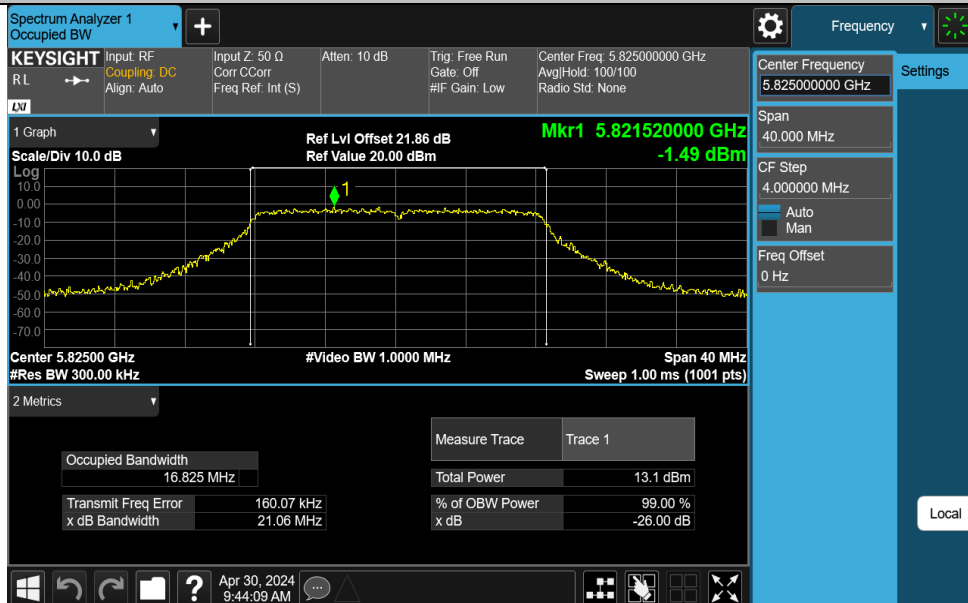 Spectrum Analyzer 1
Occupied BW
+
Frequency
KEYSIGHT
R L
LXI
Input: RF
Coupling: DC
Align: Auto
Input Z: 50 Ω
Corr CCorr
Freq Ref: Int (S)
Atten: 10 dB
Trig: Free Run
Gate: Off
#IF Gain: Low
Center Freq: 5.825000000 GHz
Avg|Hold: 100/100
Radio Std: None
Center Frequency
5.825000000 GHz
Settings
Span
40.000 MHz
CF Step
4.000000 MHz
Auto
Man
Freq Offset
0 Hz
Local
1 Graph
Scale/Div 10.0 dB
Ref Lvl Offset 21.86 dB
Ref Value 20.00 dBm
Mkr1 5.821520000 GHz
-1.49 dBm
Log
10.0
0.00
-10.0
-20.0
-30.0
-40.0
-50.0
-60.0
-70.0
1
Center 5.82500 GHz
#Res BW 300.00 kHz
#Video BW 1.0000 MHz
Span 40 MHz
Sweep 1.00 ms (1001 pts)
2 Metrics
Occupied Bandwidth
16.825 MHz
Transmit Freq Error 160.07 kHz
x dB Bandwidth 21.06 MHz
Measure Trace Trace 1
Total Power 13.1 dBm
% of OBW Power 99.00 %
x dB -26.00 dB
?
Apr 30, 2024
9:44:09 AM